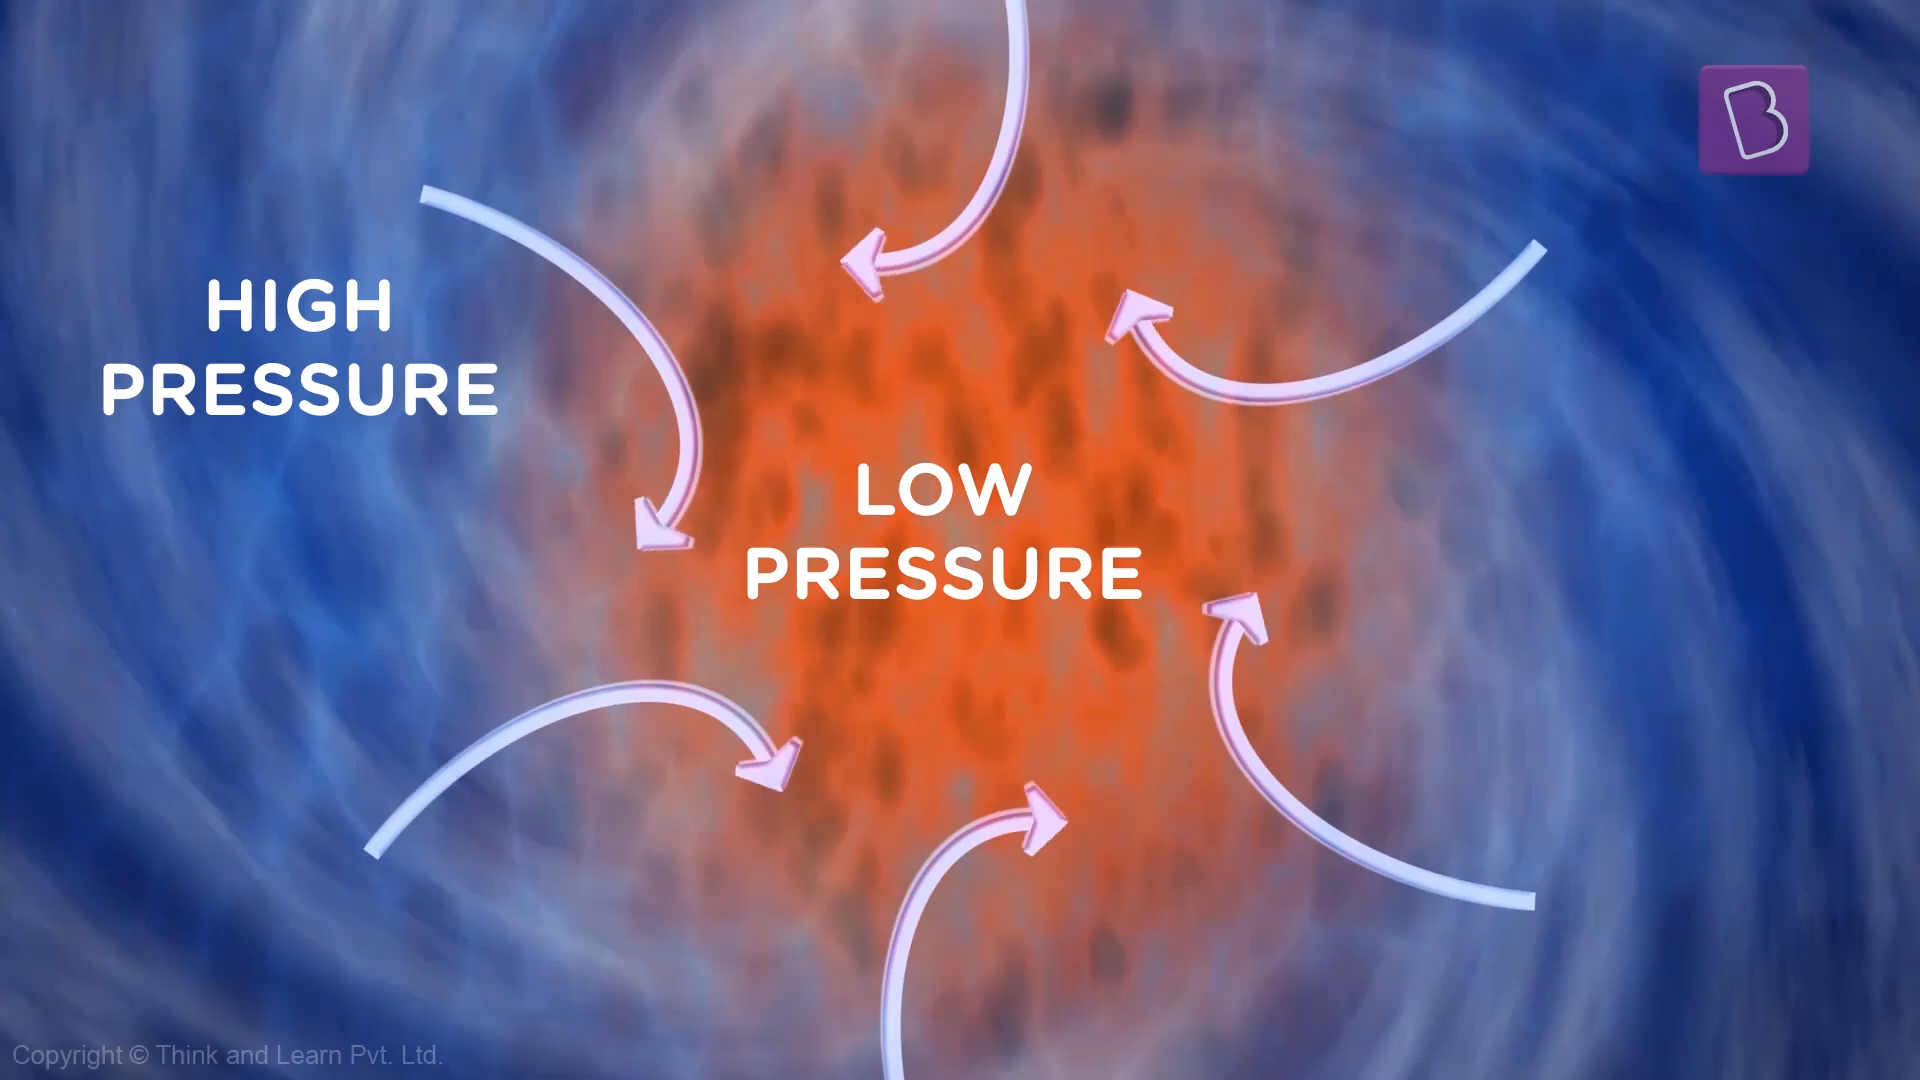 HIGH
PRESSURE
LOW
PRESSURE
B
Copyright © Think and Learn Pvt. Ltd.